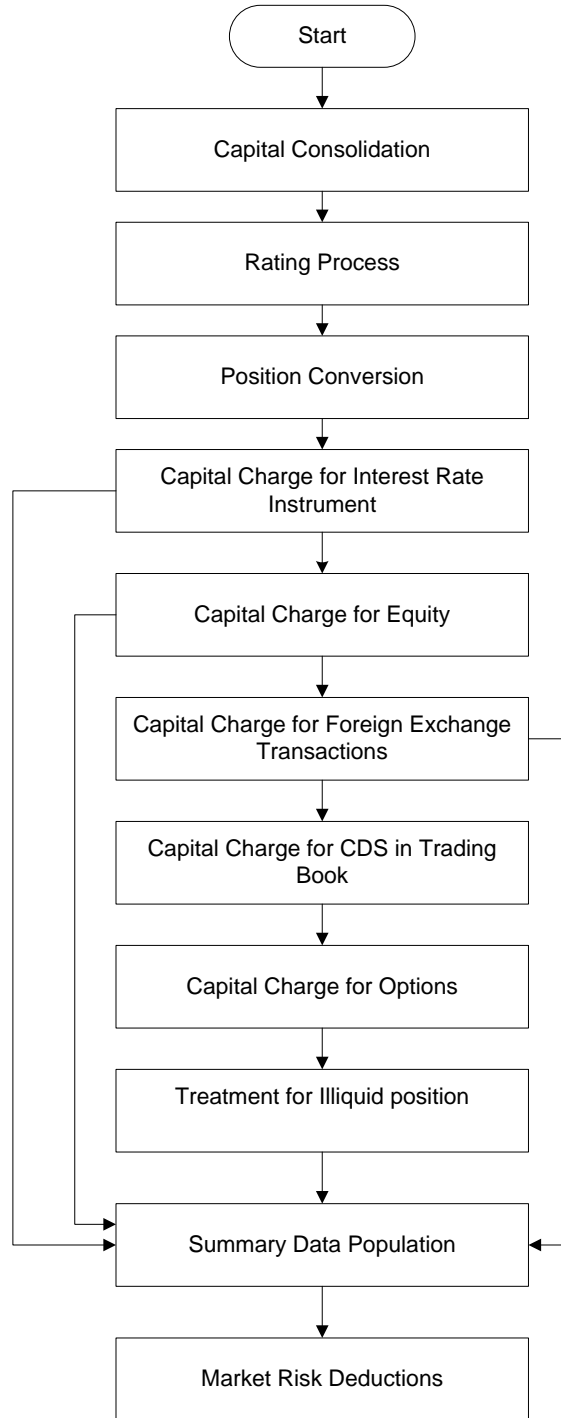 Start
Capital Consolidation
Rating Process
Position Conversion
Capital Charge for Interest Rate
Instrument
Capital Charge for Equity
Capital Charge for Foreign Exchange
Transactions
Capital Charge for CDS in Trading
Book
Capital Charge for Options
Treatment for Illiquid position
Summary Data Population
Market Risk Deductions